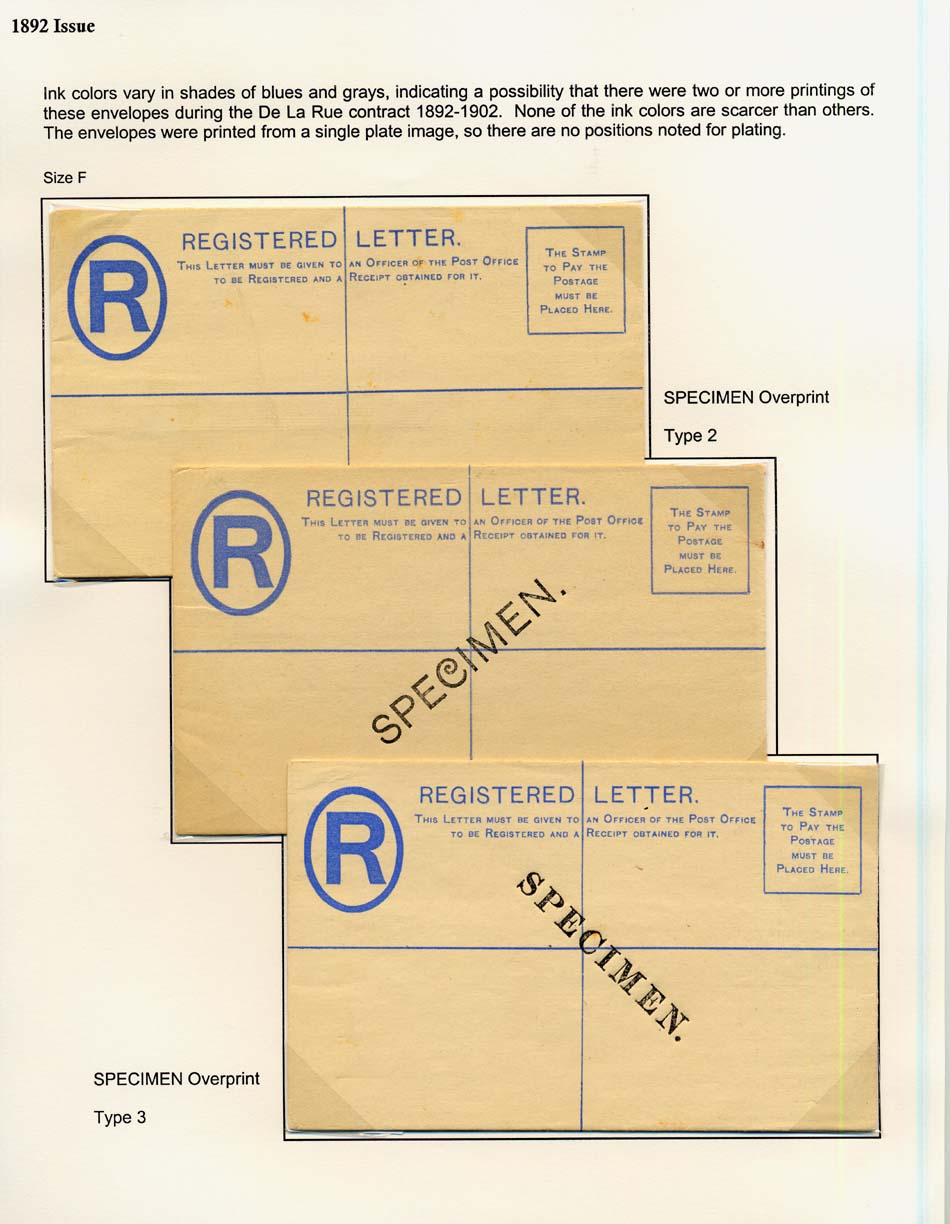 1892 Issue
Ink colors vary in shades of blues and grays, indicating a possibility that there were two or more printings of
these envelopes during the De La Rue contract 1892-1902. None of the ink colors are scarcer than others.
The envelopes were printed from a single plate image, so there are no positions noted for plating.
Size F
REGISTERED LETTER.
THIS LETTER MUST BE GIVEN TO AN OFFICER OF THE POST OFFICE
TO BE REGISTERED AND A RECEIPT OBTAINED FOR IT.
R
THE STAMP
TO PAY THE
POSTAGE
MUST BE
PLACED HERE.
SPECIMEN Overprint
Type 2
REGISTERED LETTER.
THIS LETTER MUST BE GIVEN TO AN OFFICER OF THE POST OFFICE
TO BE REGISTERED AND A RECEIPT OBTAINED FOR IT.
R
THE STAMP
TO PAY THE
POSTAGE
MUST BE
PLACED HERE.
SPECIMEN.
REGISTERED LETTER.
THIS LETTER MUST BE GIVEN TO AN OFFICER OF THE POST OFFICE
TO BE REGISTERED AND A RECEIPT OBTAINED FOR IT.
R
THE STAMP
TO PAY THE
POSTAGE
MUST BE
PLACED HERE.
SPECIMEN.
SPECIMEN Overprint
Type 3